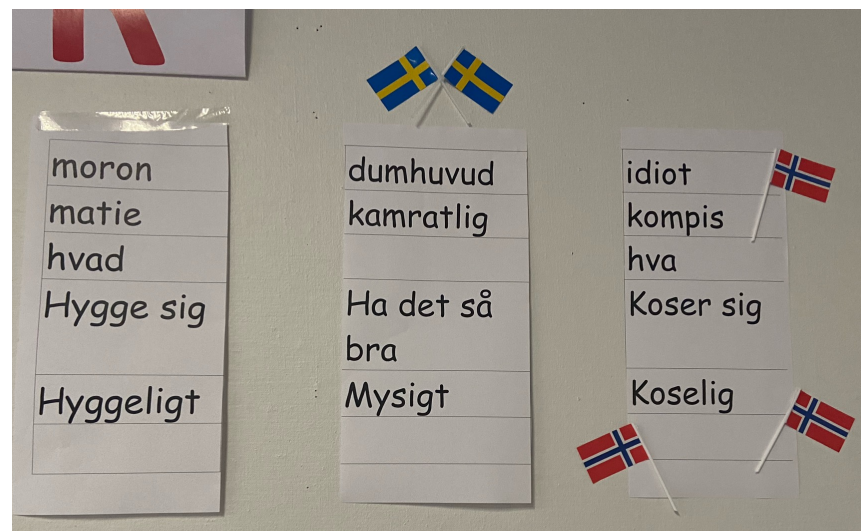 R
moron
matie
hvad
Hygge sig
Hyggeligt
dumhuvud
kamratlig
Ha det så
bra
Mysigt
idiot
kompis
hva
Koser sig
Koselig